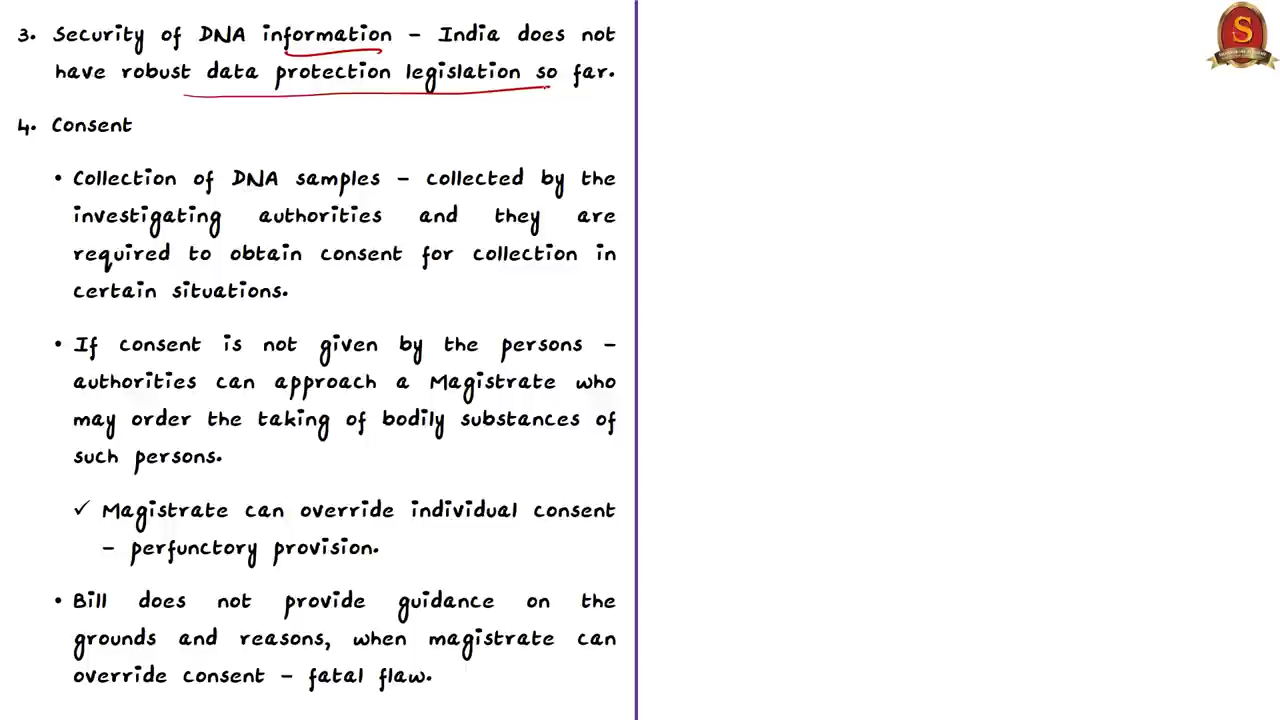 3. Security of DNA information – India does not
have robust data protection legislation so far.
4. Consent
• Collection of DNA samples – collected by the
investigating authorities and they are
required to obtain consent for collection in
certain situations.
• If consent is not given by the persons –
authorities can approach a Magistrate who
may order the taking of bodily substances of
such persons.
✓ Magistrate can override individual consent
– perfunctory provision.
• Bill does not provide guidance on the
grounds and reasons, when magistrate can
override consent – fatal flaw.
S